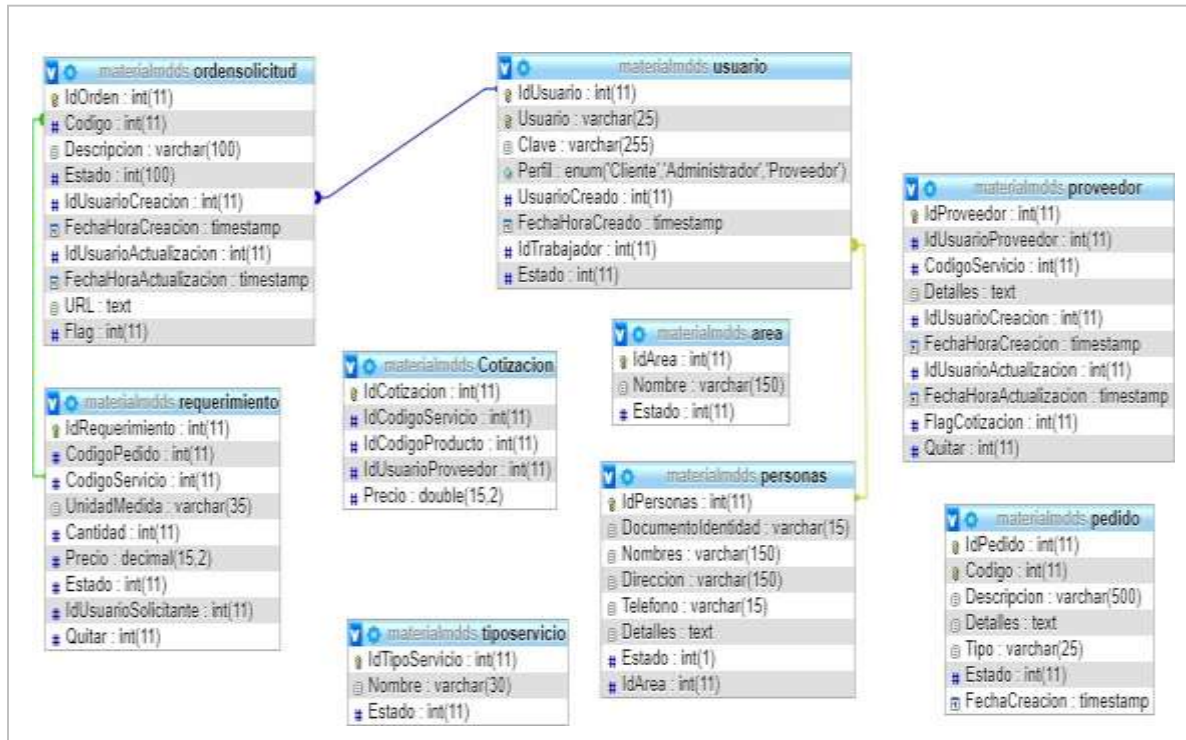 materialmdds ordensolicitud
IdOrden : int(11)
Codigo : int(11)
Descripcion : varchar(100)
Estado : int(100)
IdUsuarioCreacion : int(11)
FechaHoraCreacion : timestamp
IdUsuarioActualizacion : int(11)
FechaHoraActualizacion : timestamp
URL : text
Flag : int(11)
materialmdds usuario
IdUsuario : int(11)
Usuario : varchar(25)
Clave : varchar(255)
Perfil : enum('Cliente','Administrador','Proveedor')
UsuarioCreado : int(11)
FechaHoraCreado : timestamp
IdTrabajador : int(11)
Estado : int(11)
materialmdds proveedor
IdProveedor : int(11)
IdUsuarioProveedor : int(11)
CodigoServicio : int(11)
Detalles : text
IdUsuarioCreacion : int(11)
FechaHoraCreacion : timestamp
IdUsuarioActualizacion : int(11)
FechaHoraActualizacion : timestamp
FlagCotizacion : int(11)
Quitar : int(11)
materialmdds area
IdArea : int(11)
Nombre : varchar(150)
Estado : int(11)
materialmdds Cotizacion
IdCotizacion : int(11)
IdCodigoServicio : int(11)
IdCodigoProducto : int(11)
IdUsuarioProveedor : int(11)
Precio : double(15,2)
materialmdds requerimiento
IdRequerimiento : int(11)
CodigoPedido : int(11)
CodigoServicio : int(11)
UnidadMedida : varchar(35)
Cantidad : int(11)
Precio : decimal(15,2)
Estado : int(11)
IdUsuarioSolicitante : int(11)
Quitar : int(11)
materialmdds personas
IdPersonas : int(11)
DocumentoIdentidad : varchar(15)
Nombres : varchar(150)
Direccion : varchar(150)
Telefono : varchar(15)
Detalles : text
Estado : int(1)
IdArea : int(11)
materialmdds pedido
IdPedido : int(11)
Codigo : int(11)
Descripcion : varchar(500)
Detalles : text
Tipo : varchar(25)
Estado : int(11)
FechaCreacion : timestamp
materialmdds tiposervicio
IdTipoServicio : int(11)
Nombre : varchar(30)
Estado : int(11)